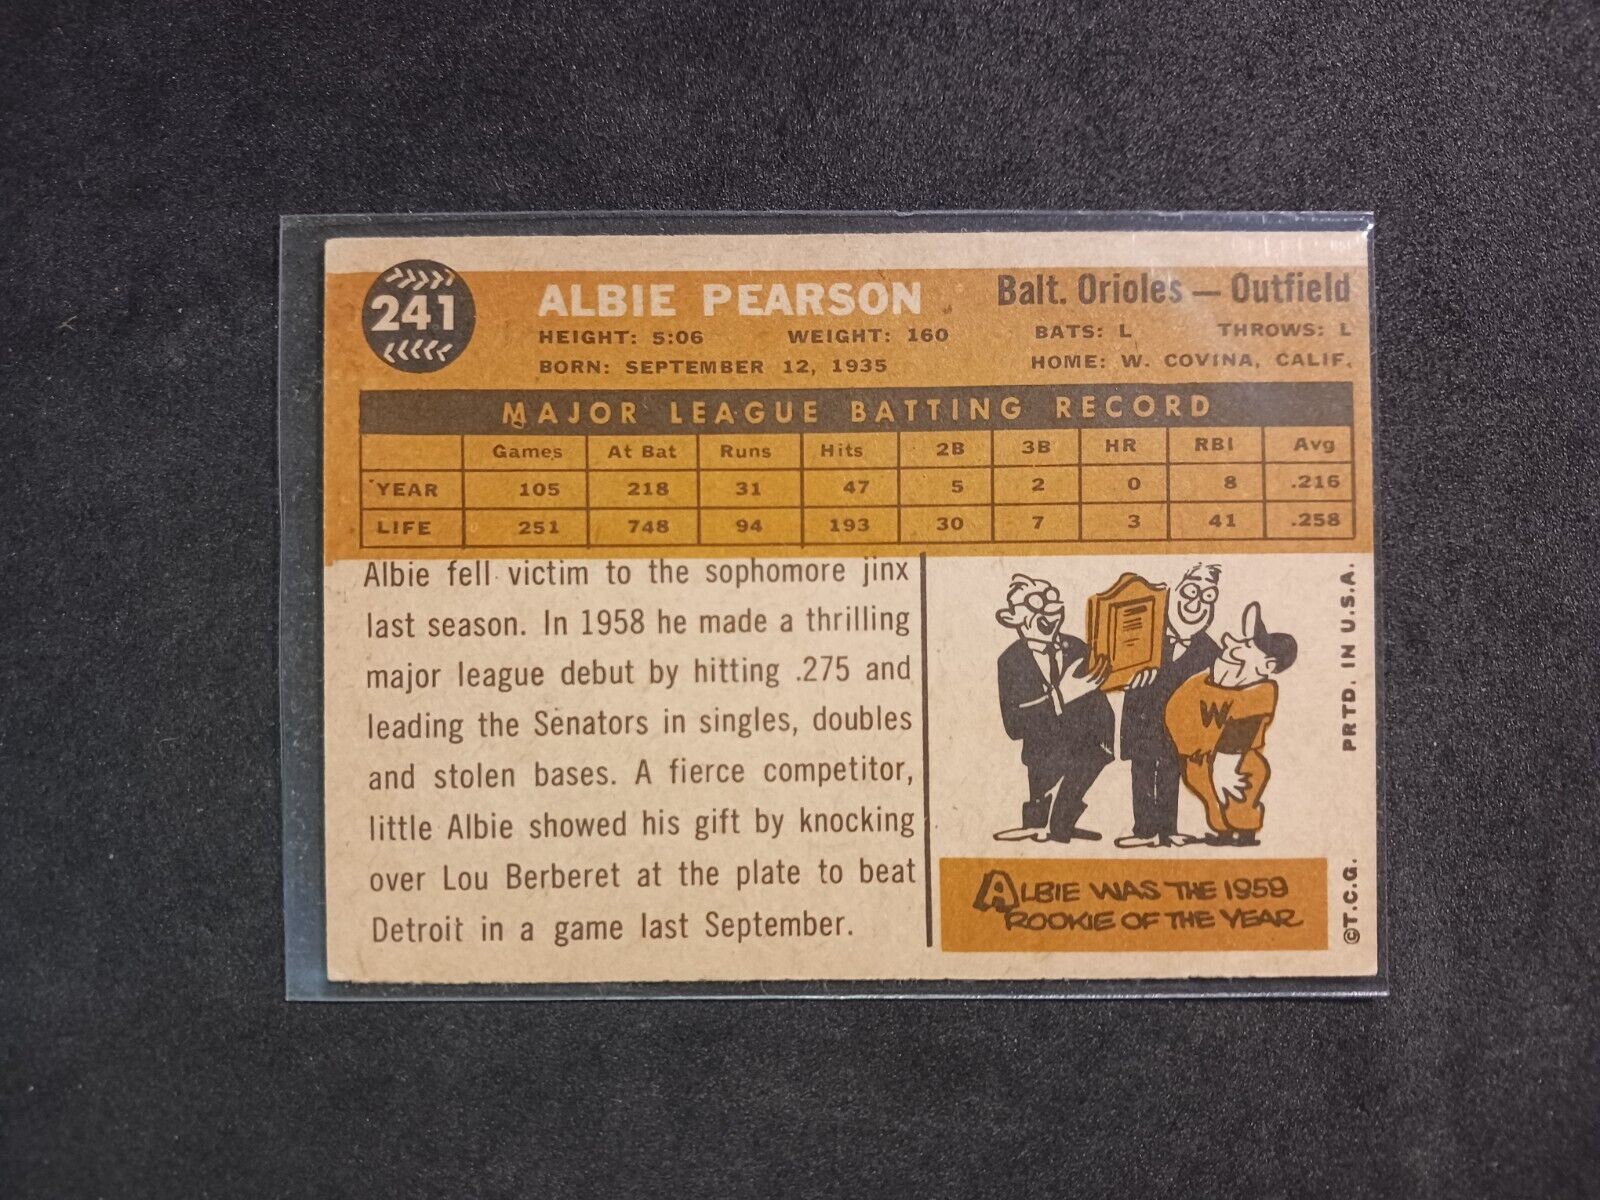 241
ALBIE PEARSON
Balt. Orioles — Outfield
HEIGHT: 5:06 WEIGHT: 160 BATS: L THROWS: L
BORN: SEPTEMBER 12, 1935 HOME: W. COVINA, CALIF.
MAJOR LEAGUE BATTING RECORD
Games At Bat Runs Hits 2B 3B HR RBI Avg
YEAR 105 218 31 47 5 2 0 8 .216
LIFE 251 748 94 193 30 7 3 41 .258
Albie fell victim to the sophomore jinx
last season. In 1958 he made a thrilling
major league debut by hitting .275 and
leading the Senators in singles, doubles
and stolen bases. A fierce competitor,
little Albie showed his gift by knocking
over Lou Berberet at the plate to beat
Detroit in a game last September.
W
ALBIE WAS THE 1959
ROOKIE OF THE YEAR
©T.C.G. PRTD. IN U.S.A.